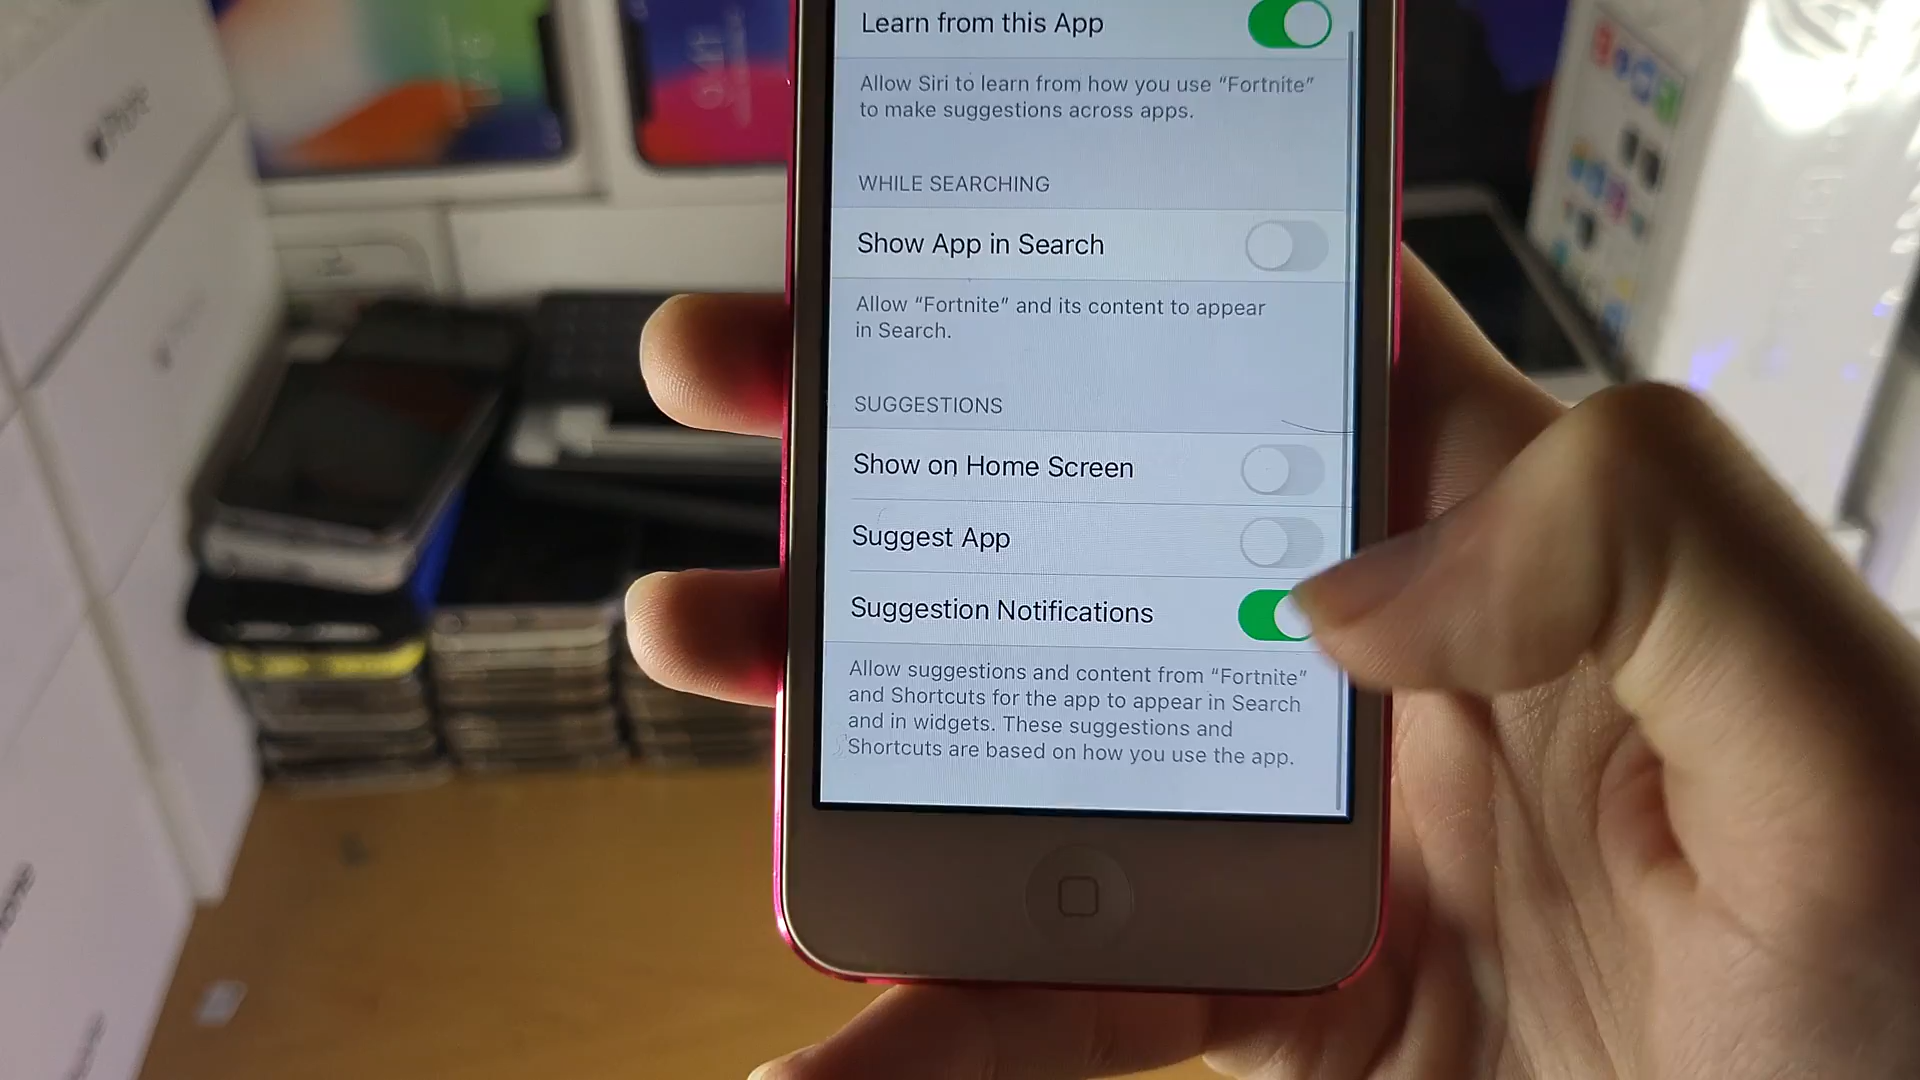 Learn from this App
Allow Siri to learn from how you use “Fortnite”
to make suggestions across apps.
WHILE SEARCHING
Show App in Search
Allow “Fortnite” and its content to appear
in Search.
SUGGESTIONS
Show on Home Screen
Suggest App
Suggestion Notifications
Allow suggestions and content from “Fortnite”
and Shortcuts for the app to appear in Search
and in widgets. These suggestions and
Shortcuts are based on how you use the app.